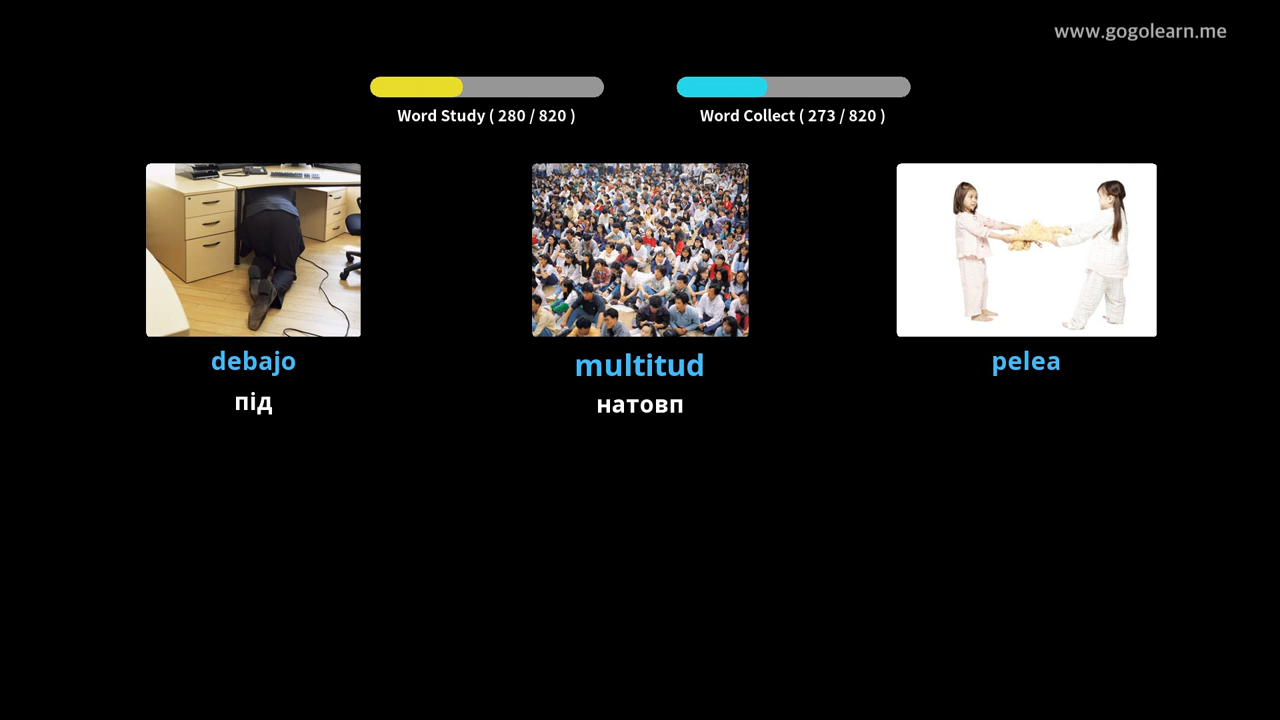 www.gogolearn.me
Word Study ( 280 / 820 )
Word Collect ( 273 / 820 )
debajo
multitud
pelea
під
натовп